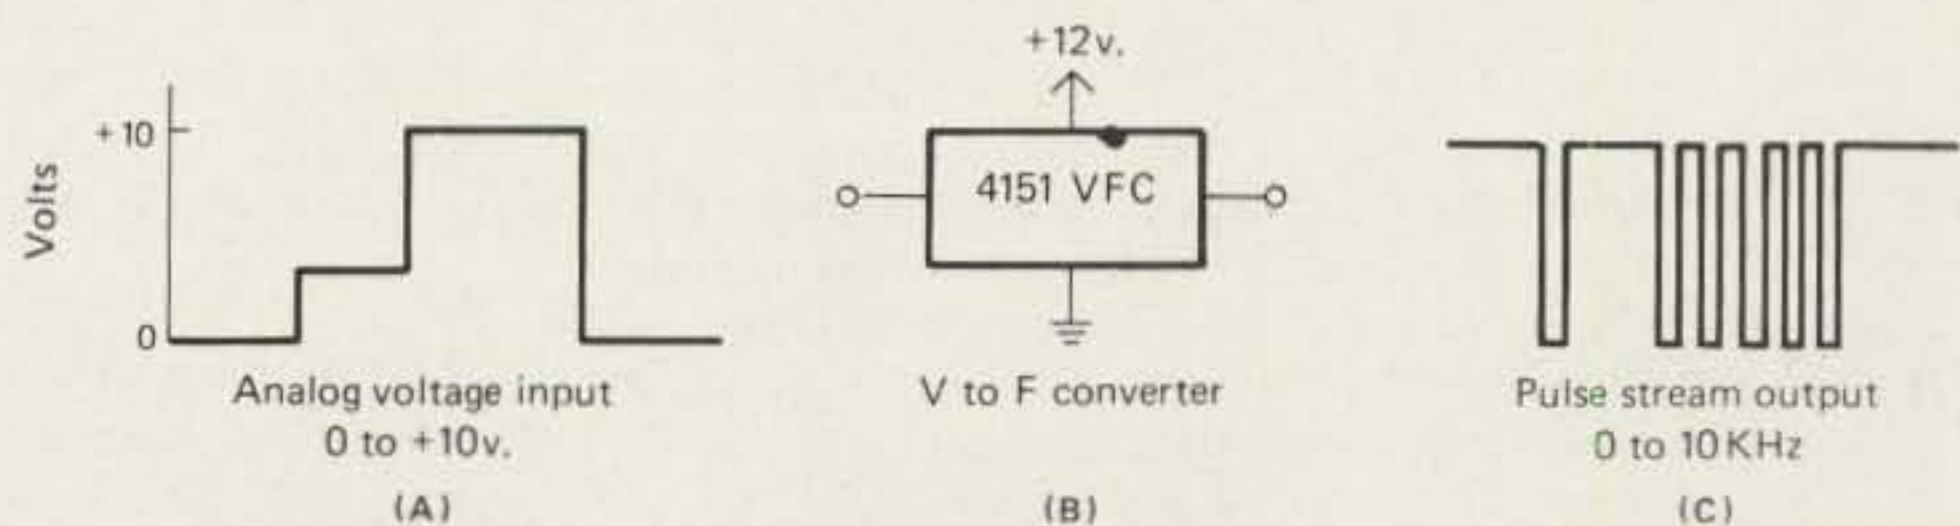 Volts
+10
0
Analog voltage input
0 to +10v.
(A)
+12v.
4151 VFC
V to F converter
(B)
Pulse stream output
0 to 10KHz
(C)